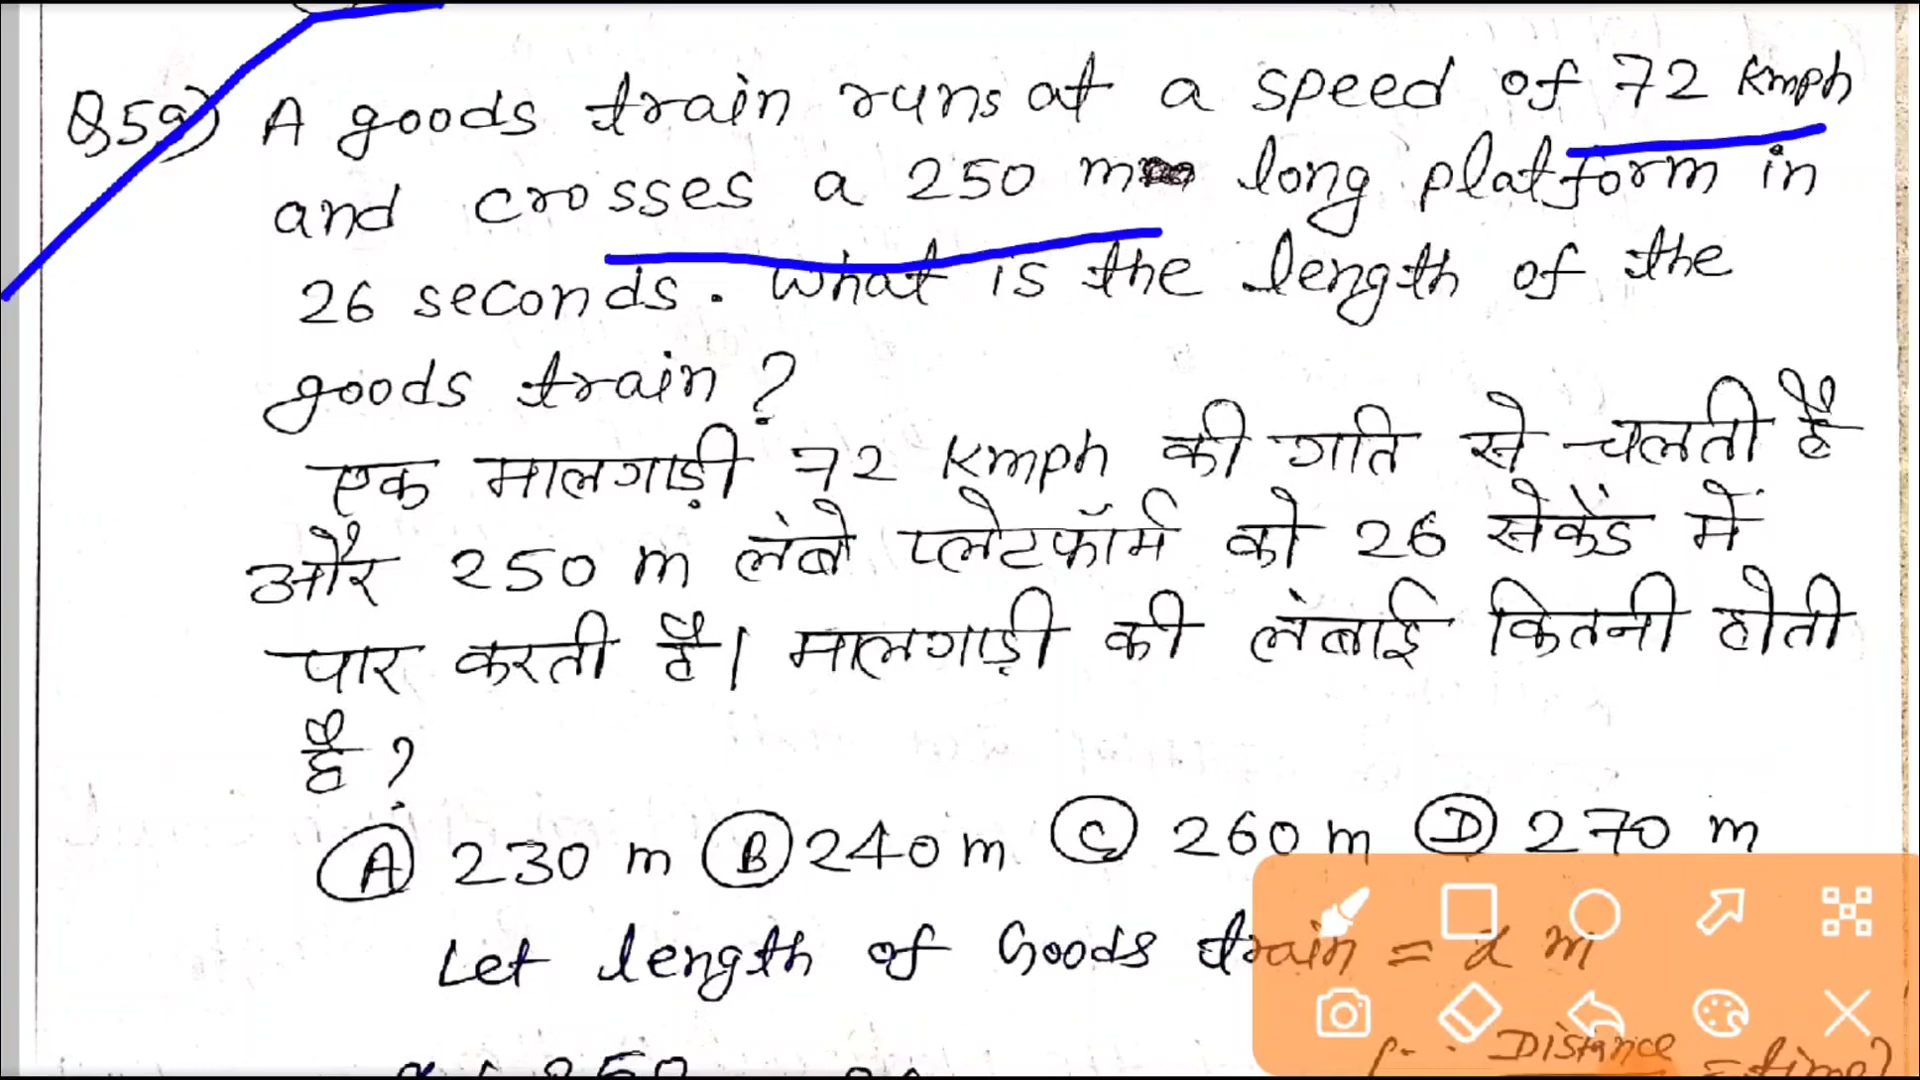 Q59) A goods train runs at a speed of 72 Kmph
and crosses a 250 m long platform in
26 seconds. What is the length of the
goods train?
एक मालगाड़ी 72 Kmph की गति से चलती है
और 250 m लंबे प्लेटफॉर्म को 26 सेकेंड में
पार करती है। मालगाड़ी की लंबाई कितनी होती
है?
(A) 230 m (B) 240 m (C) 260 m (D) 270 m
Let length of Goods train = x m
Distance = time